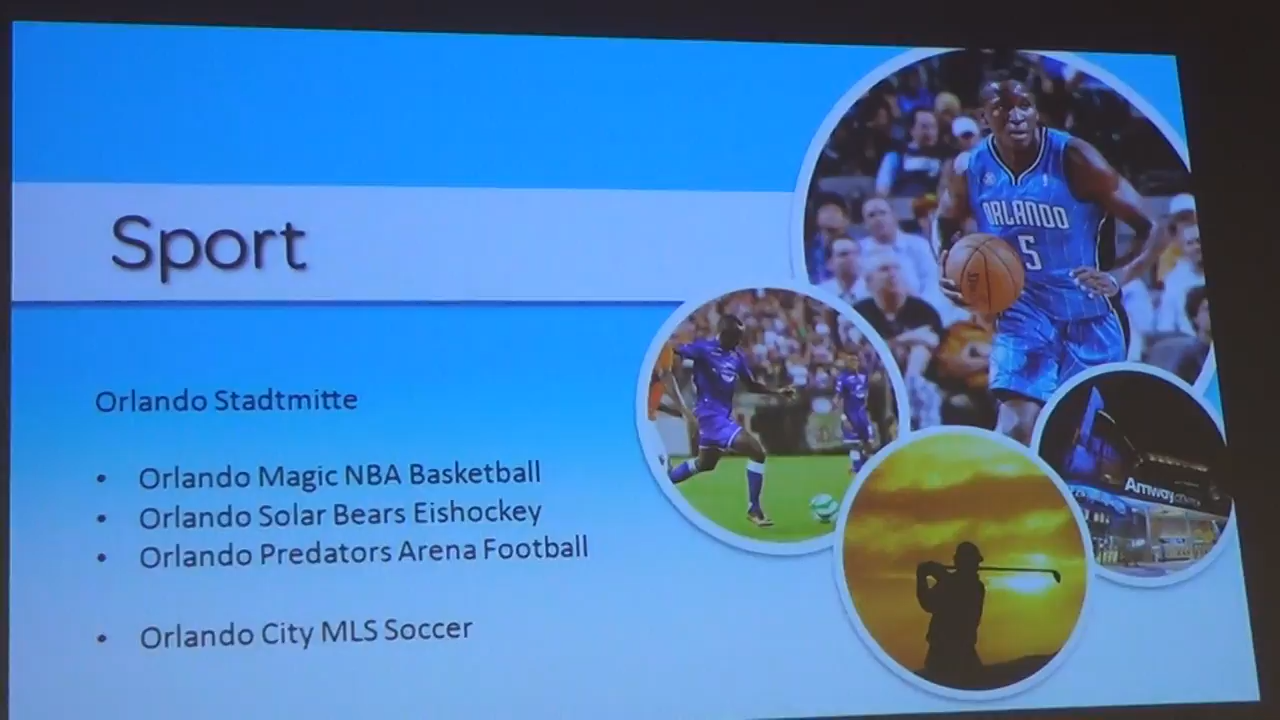 Sport
Orlando Stadtmitte
• Orlando Magic NBA Basketball
• Orlando Solar Bears Eishockey
• Orlando Predators Arena Football
• Orlando City MLS Soccer
ORLANDO
5
Amway